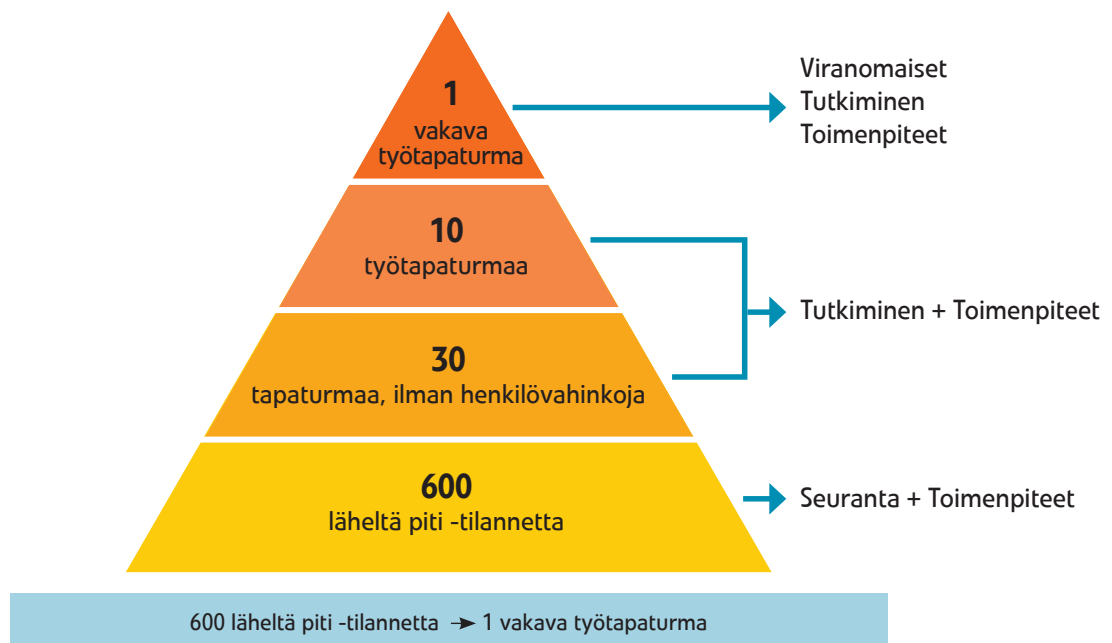 1
vakava
työtapaturma
Viranomaiset
Tutkiminen
Toimenpiteet
10
työtapaturmaa
30
tapaturmaa, ilman henkilövahinkoja
Tutkiminen + Toimenpiteet
600
läheltä piti -tilannetta
Seuranta + Toimenpiteet
600 läheltä piti -tilannetta → 1 vakava työtapaturma